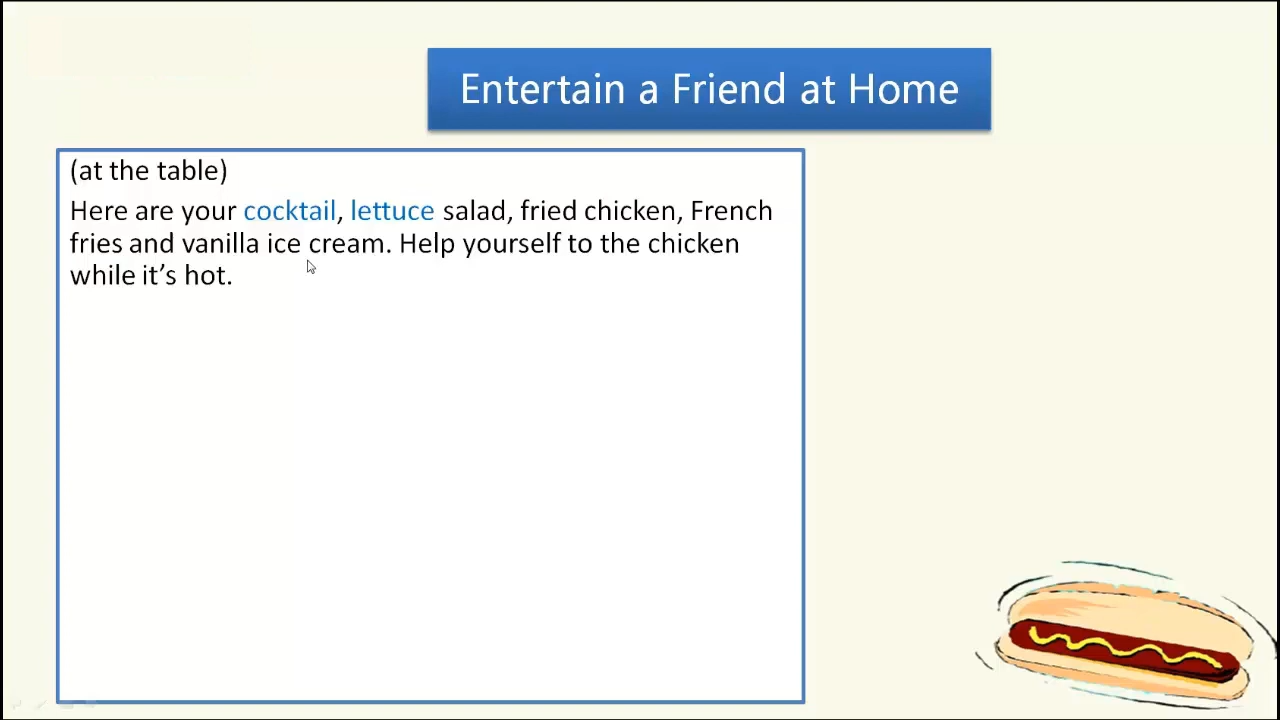 Entertain a Friend at Home
(at the table)
Here are your cocktail, lettuce salad, fried chicken, French
fries and vanilla ice cream. Help yourself to the chicken
while it’s hot.